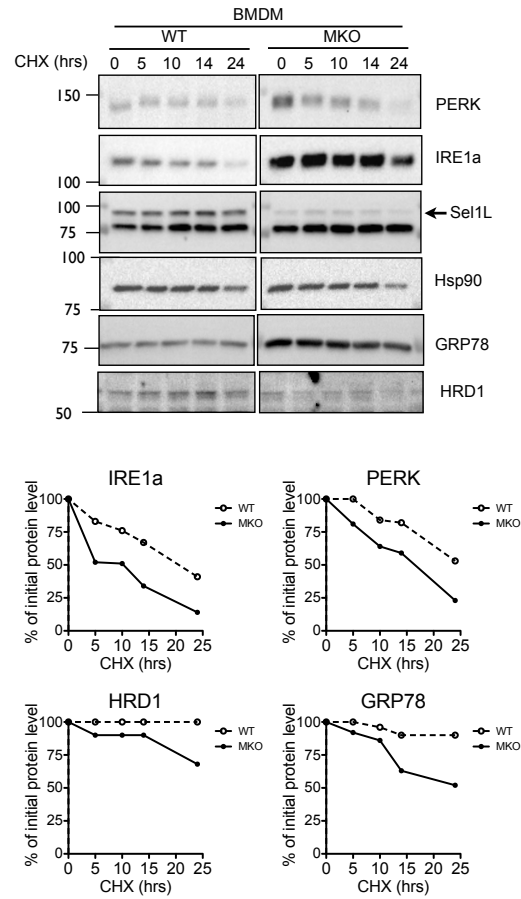 BMDM
WT MKO
CHX (hrs) 0 5 10 14 24 0 5 10 14 24
150 PERK
IRE1a
100
100 Sel1L
75
100
Hsp90
75
75 GRP78
HRD1
50
IRE1a
% of initial protein level
100
75
50
25
0
0 5 10 15 20 25
CHX (hrs)
WT
MKO
PERK
% of initial protein level
100
75
50
25
0
0 5 10 15 20 25
CHX (hrs)
WT
MKO
HRD1
% of initial protein level
100
75
50
25
0
0 5 10 15 20 25
CHX (hrs)
WT
MKO
GRP78
% of initial protein level
100
75
50
25
0
0 5 10 15 20 25
CHX (hrs)
WT
MKO